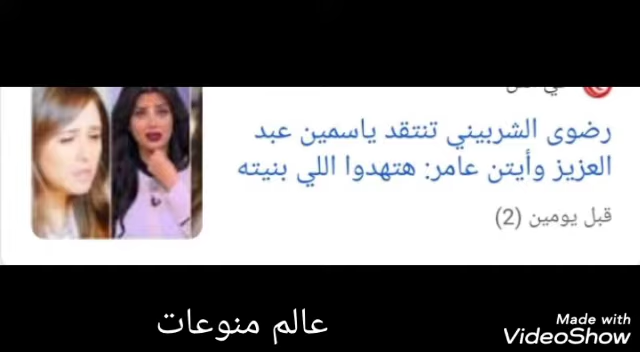 رضوى الشربيني تنتقد ياسمين عبد
العزيز وأيتن عامر: هتهدوا اللي بنيته
قبل يومين (2)
عالم منوعات
Made with
VideoShow